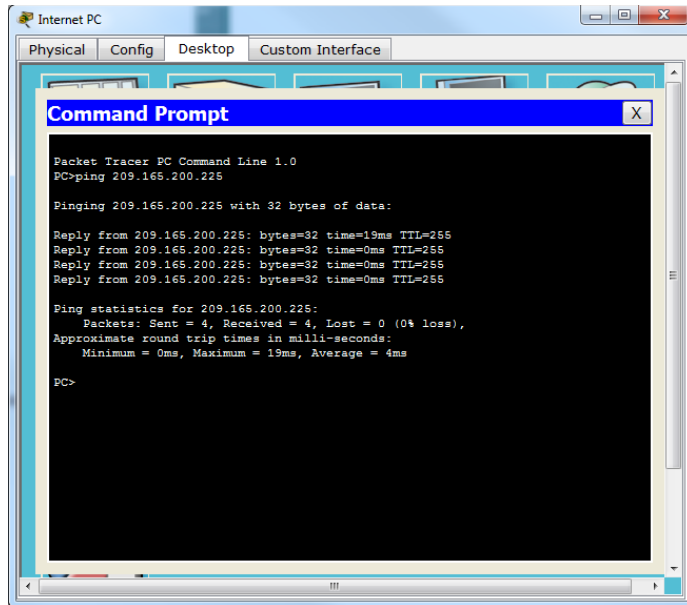 Internet PC
Physical Config Desktop Custom Interface
Command Prompt
X
Packet Tracer PC Command Line 1.0
PC>ping 209.165.200.225
Pinging 209.165.200.225 with 32 bytes of data:
Reply from 209.165.200.225: bytes=32 time=19ms TTL=255
Reply from 209.165.200.225: bytes=32 time=0ms TTL=255
Reply from 209.165.200.225: bytes=32 time=0ms TTL=255
Reply from 209.165.200.225: bytes=32 time=0ms TTL=255
Ping statistics for 209.165.200.225:
Packets: Sent = 4, Received = 4, Lost = 0 (0% loss),
Approximate round trip times in milli-seconds:
Minimum = 0ms, Maximum = 19ms, Average = 4ms
PC>